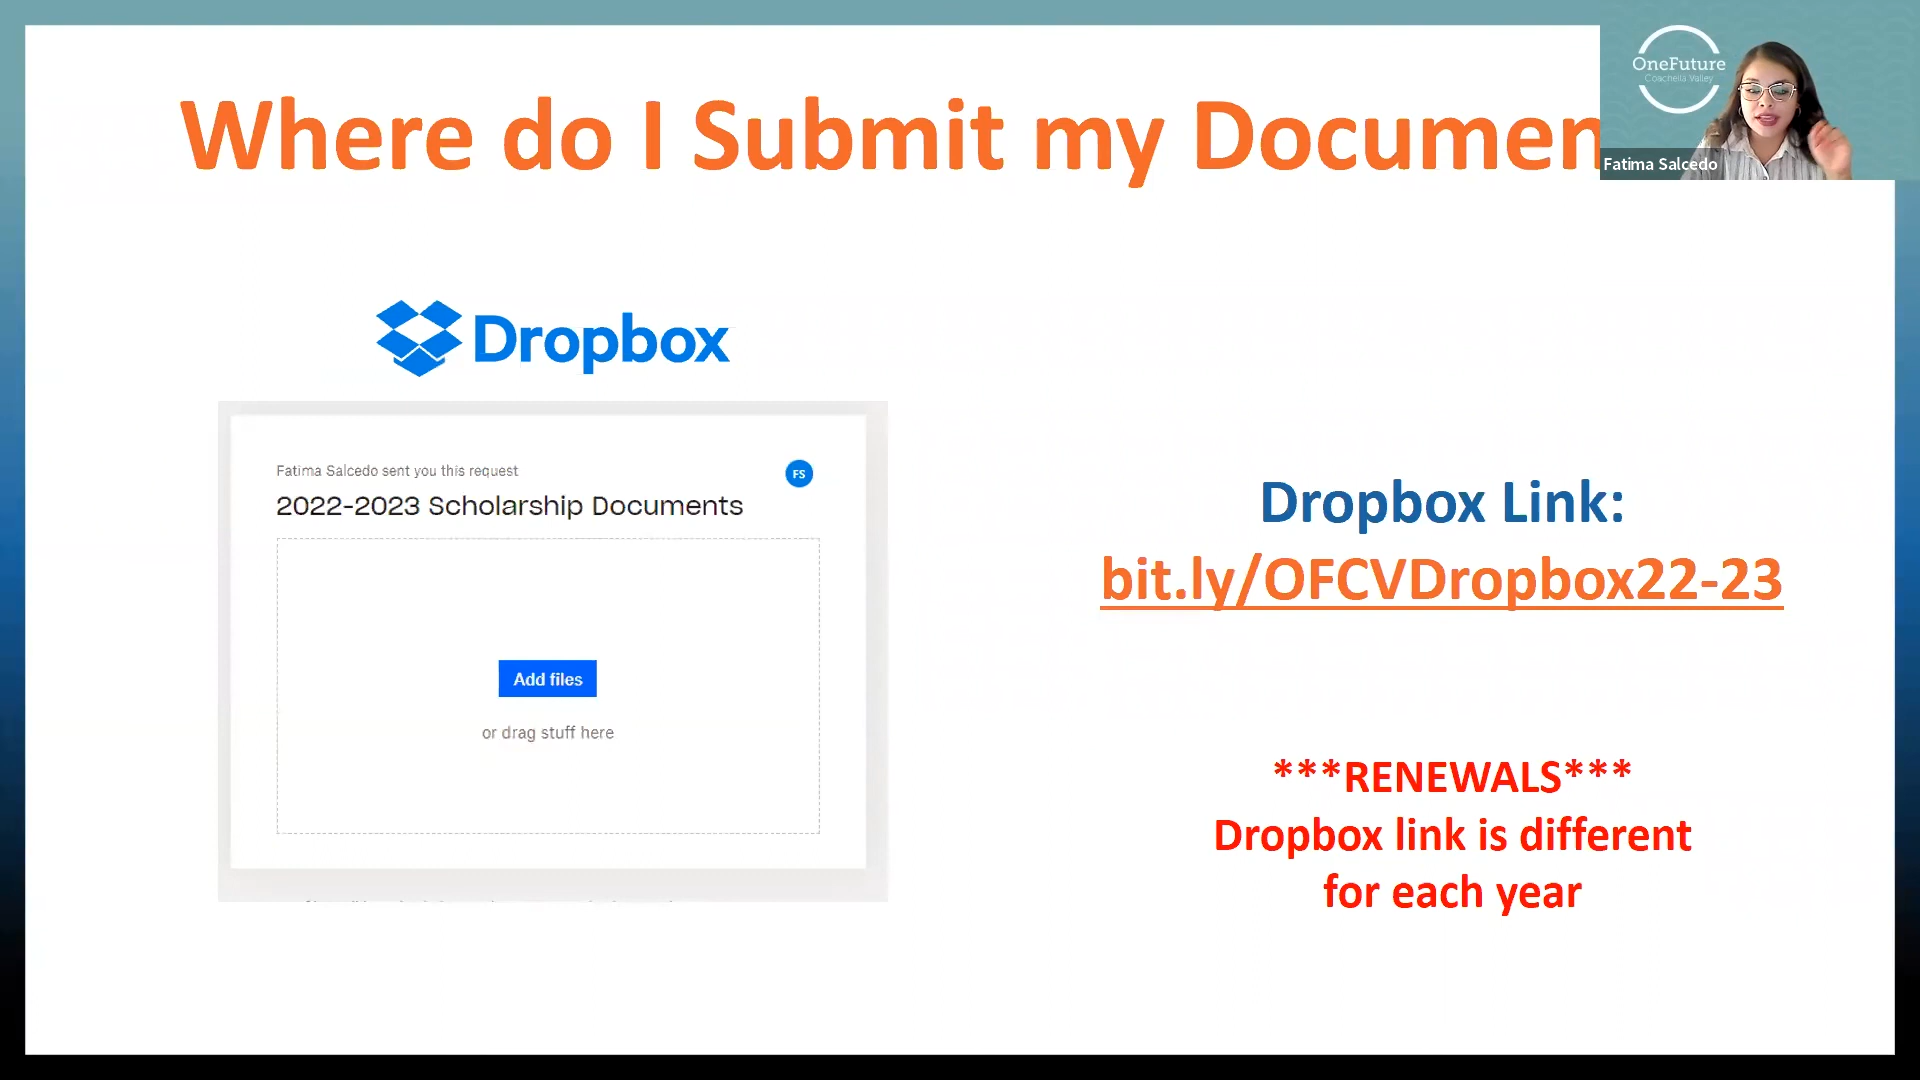 Where do I Submit my Documen
OneFuture
Coachella Valley
Fatima Salcedo
Dropbox
Fatima Salcedo sent you this request
FS
2022-2023 Scholarship Documents
Add files
or drag stuff here
Dropbox Link:
bit.ly/OFCVDropbox22-23
***RENEWALS***
Dropbox link is different
for each year